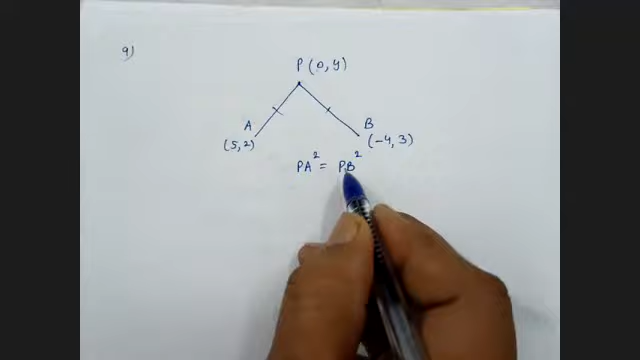 9)
P (0, y)
A B
(5, 2) (-4, 3)
PA² = PB²